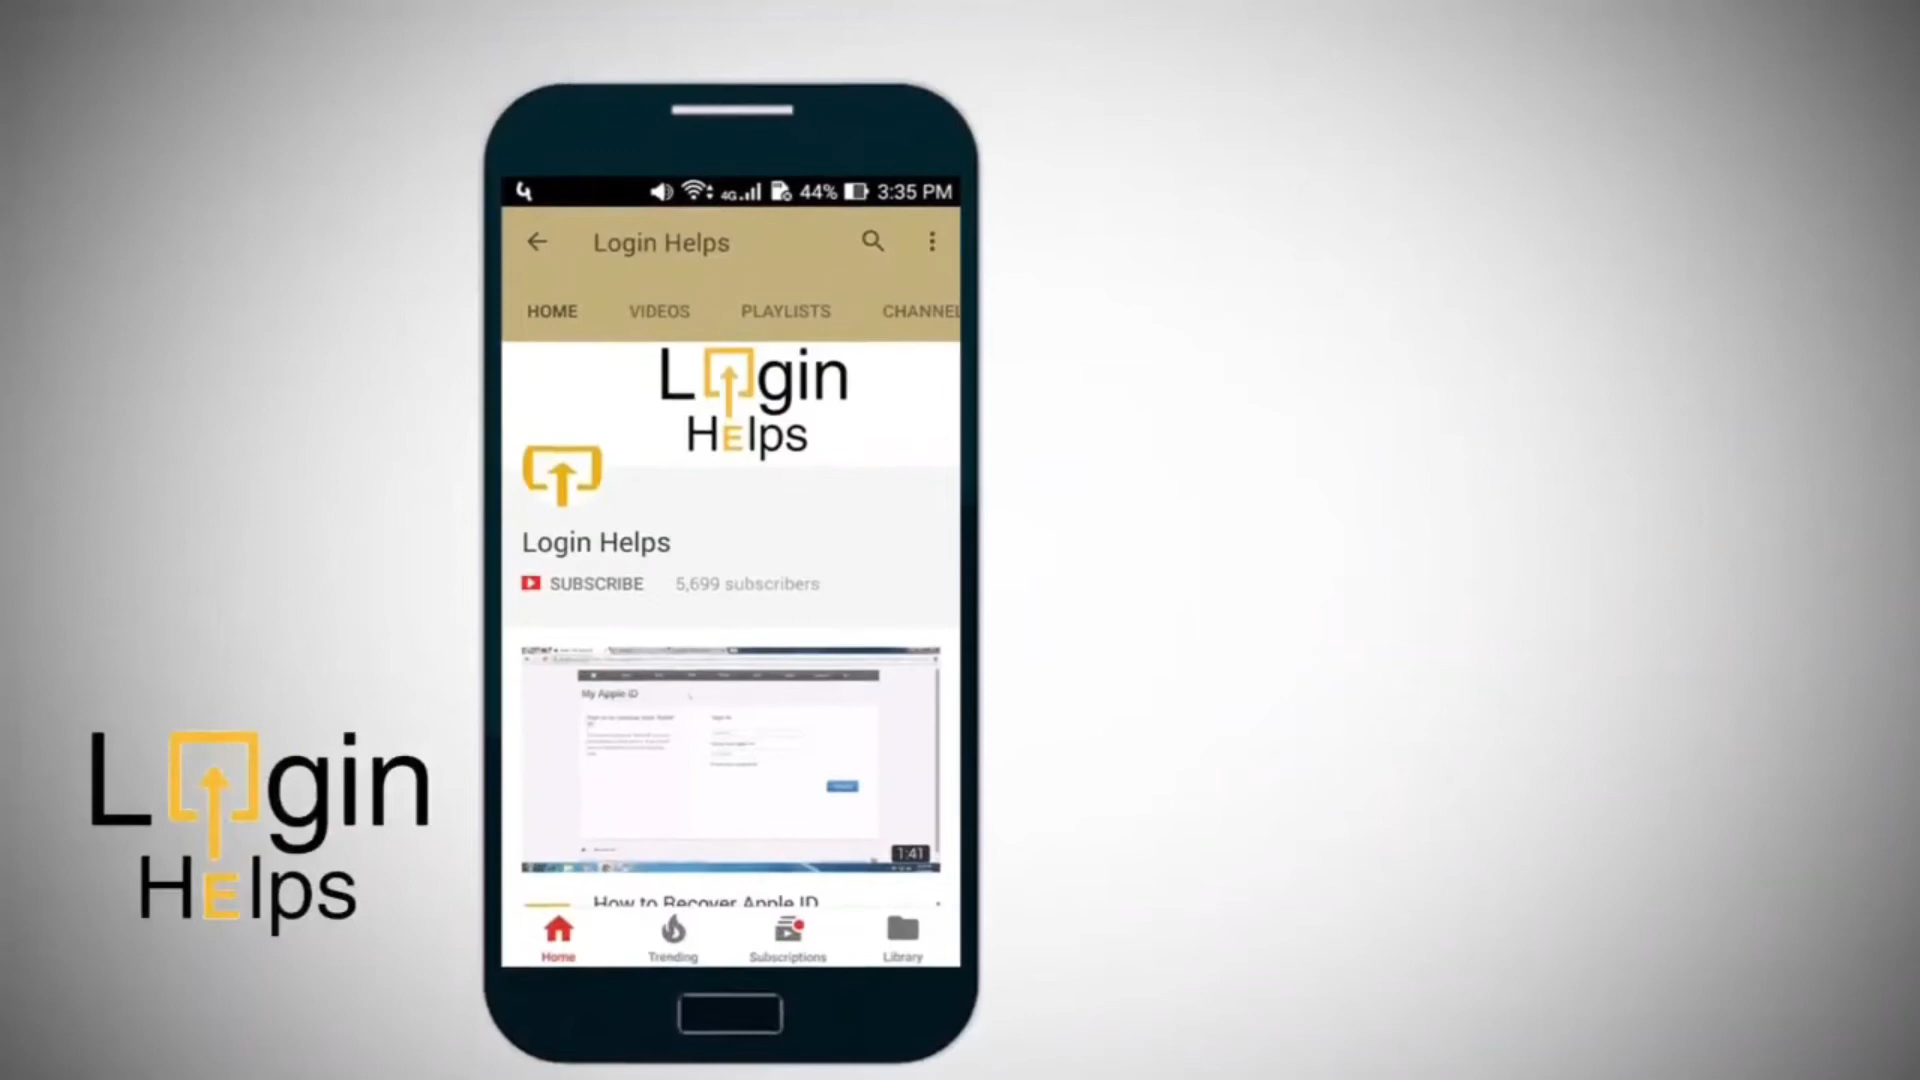 4G 44% 3:35 PM
Login Helps
HOME VIDEOS PLAYLISTS CHANNEL
Login
Helps
Login Helps
SUBSCRIBE 5,699 subscribers
My Apple ID
1:41
How to Recover Apple ID
Home Trending Subscriptions Library
Login
Helps